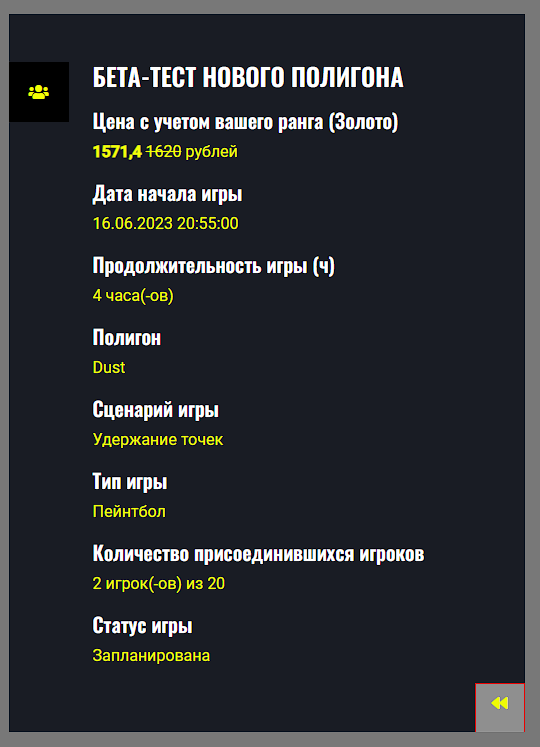 БЕТА-ТЕСТ НОВОГО ПОЛИГОНА
Цена с учетом вашего ранга (Золото)
1571,4 1620 рублей
Дата начала игры
16.06.2023 20:55:00
Продолжительность игры (ч)
4 часа(-ов)
Полигон
Dust
Сценарий игры
Удержание точек
Тип игры
Пейнтбол
Количество присоединившихся игроков
2 игрок(-ов) из 20
Статус игры
Запланирована